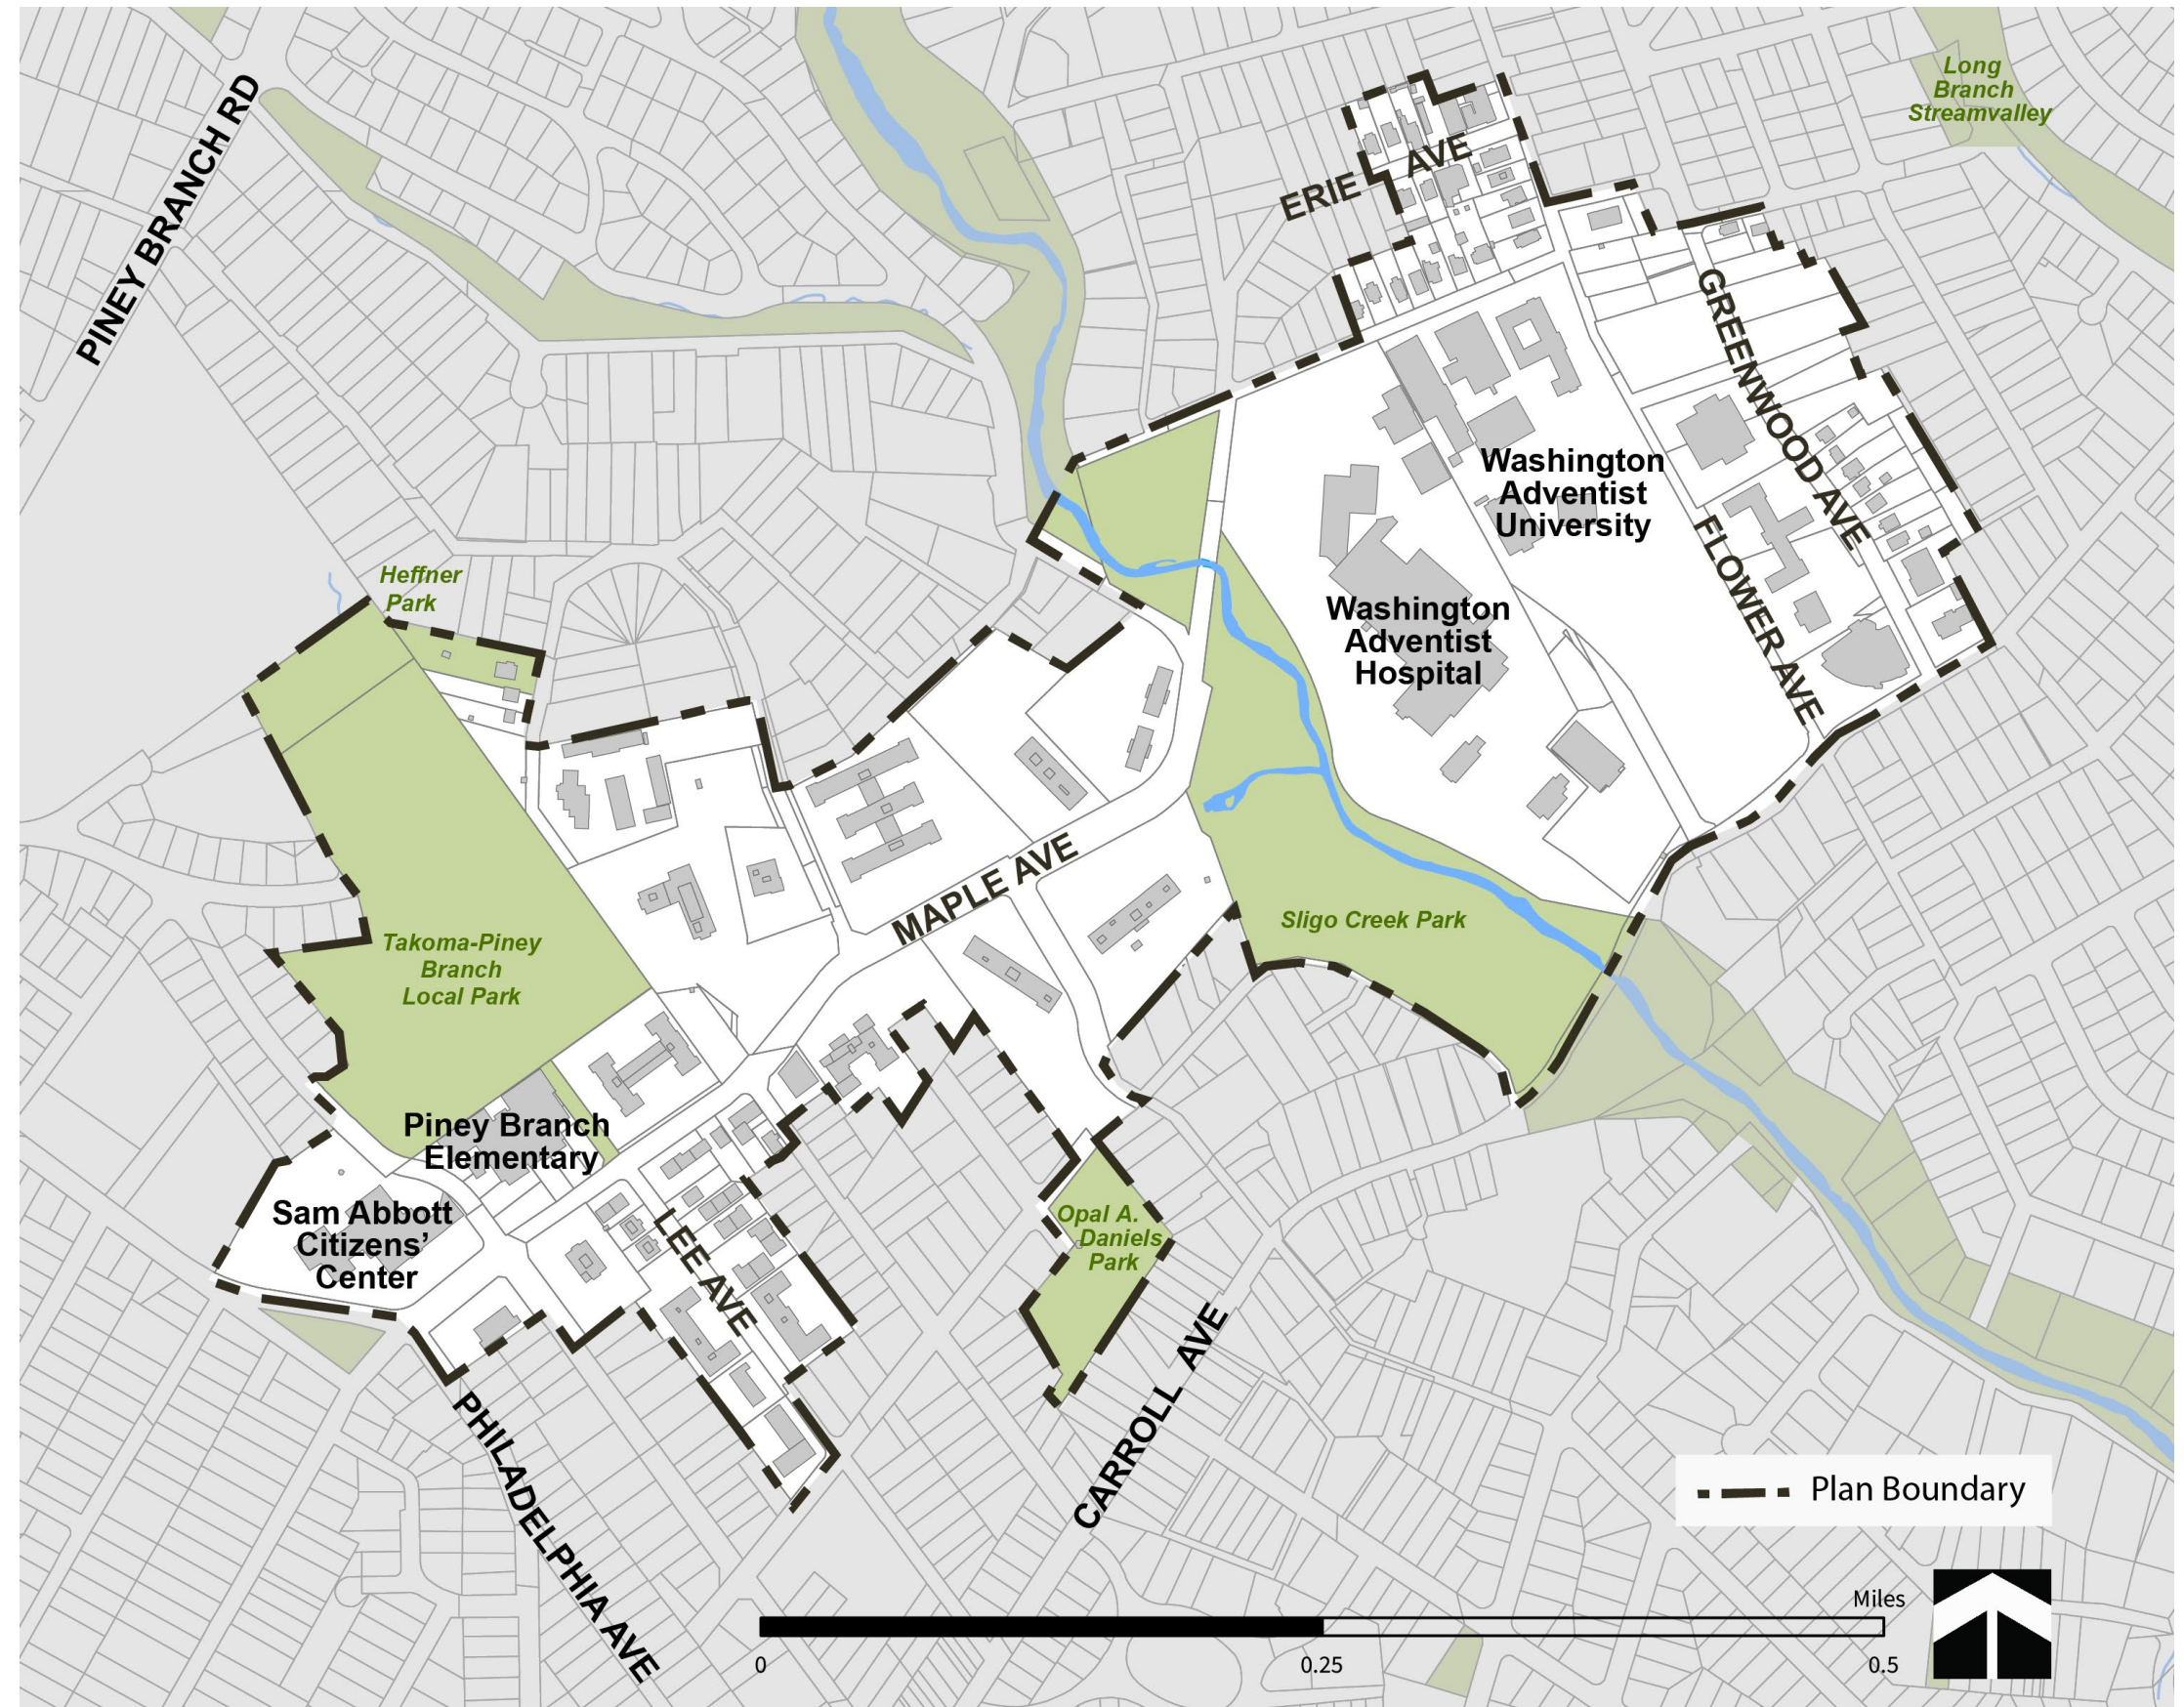 Long
Branch
Streamvalley
PINEY BRANCH RD
ERIE AVE
GREENWOOD AVE
Washington
Adventist
University
FLOWER AVE
Heffner
Park
Washington
Adventist
Hospital
MAPLE AVE
Sligo Creek Park
Takoma-Piney
Branch
Local Park
Piney Branch
Elementary
Sam Abbott
Citizens’
Center
LEE AVE
Opal A.
Daniels
Park
CARROLL AVE
PHILADELPHIA AVE
Plan Boundary
Miles
0 0.25 0.5